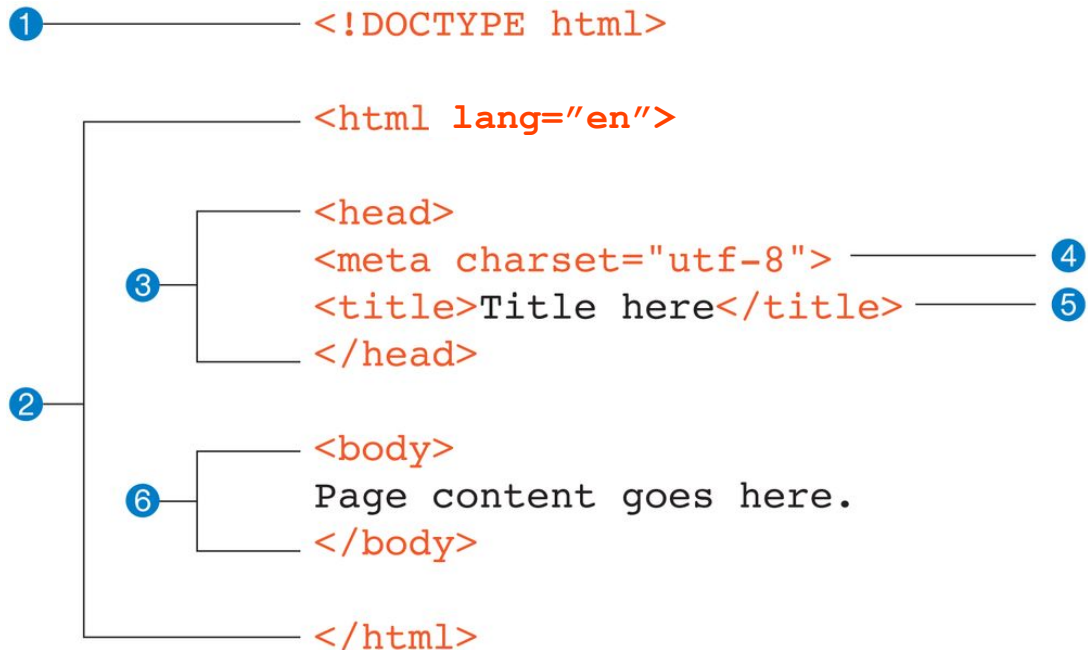 1 <!DOCTYPE html>
<html lang=″en″>
<head>
<meta charset="utf-8"> 4
3
<title>Title here</title> 5
</head>
2
<body>
6 Page content goes here.
</body>
</html>